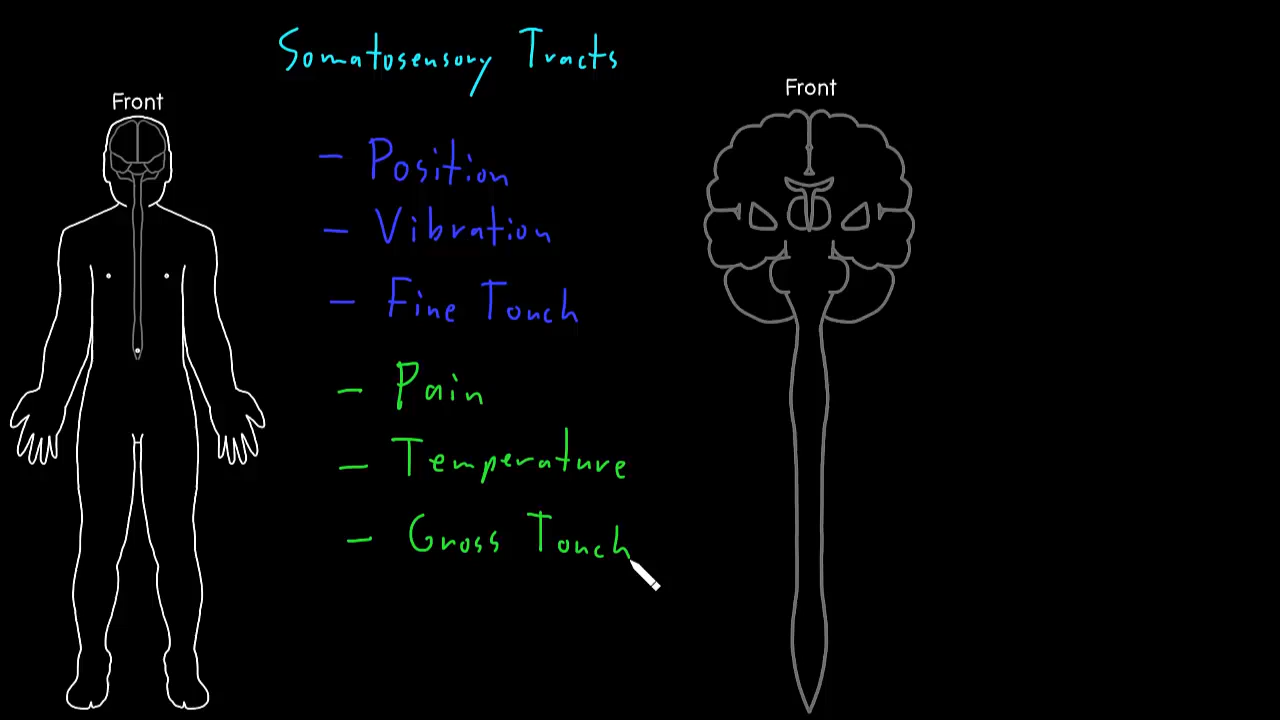 Somatosensory Tracts
Front
Front
- Position
- Vibration
- Fine Touch
- Pain
- Temperature
- Gross Touch